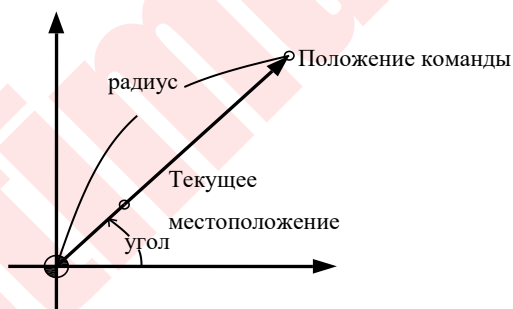 Положение команды
радиус
Текущее
местоположение
угол